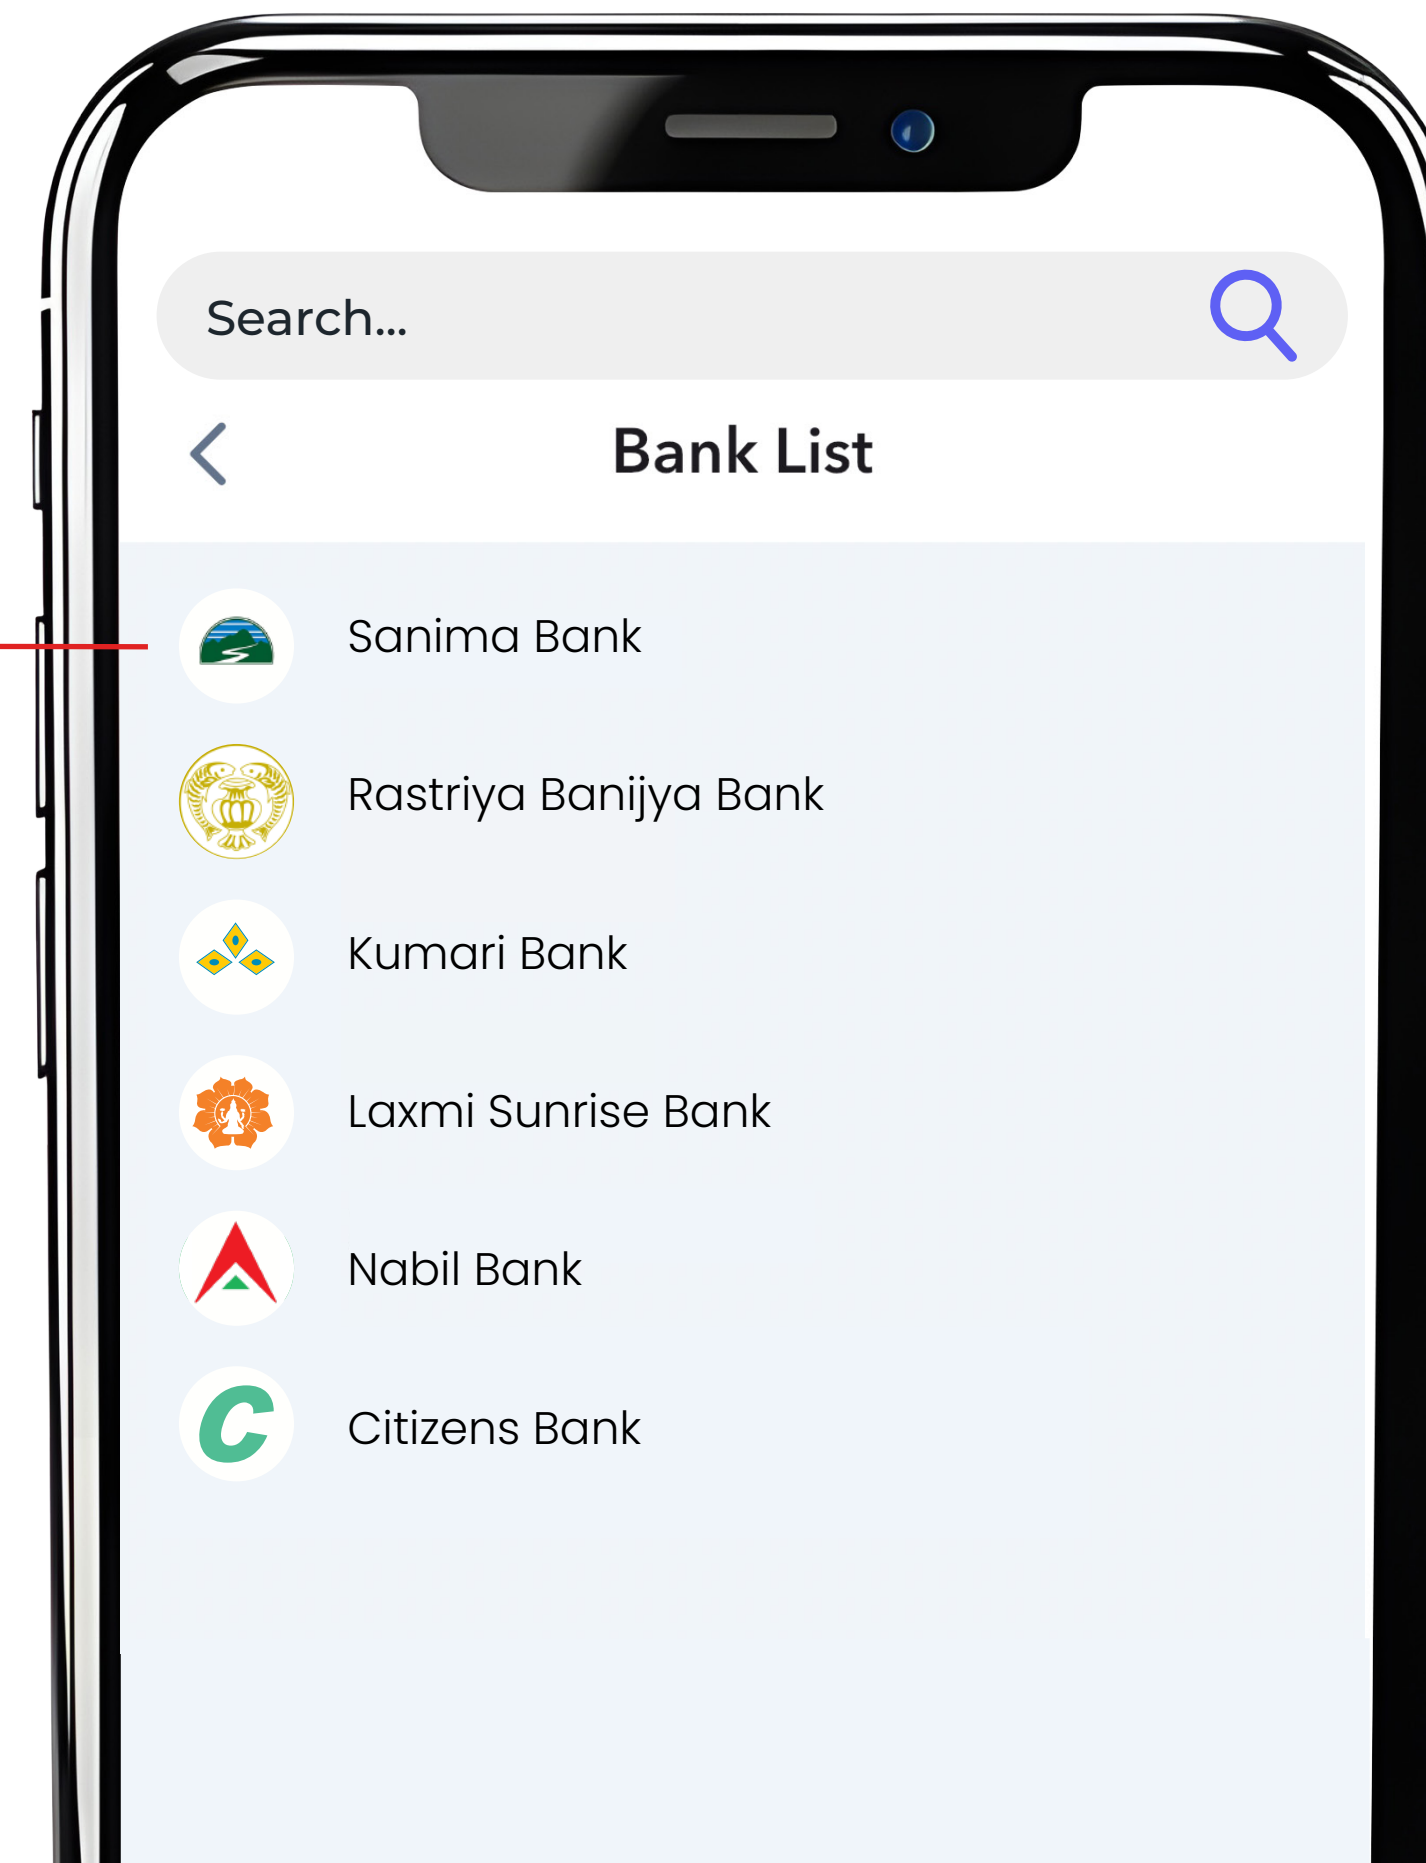 Search...
Bank List
Sanima Bank
Rastriya Banijya Bank
Kumari Bank
Laxmi Sunrise Bank
Nabil Bank
Citizens Bank